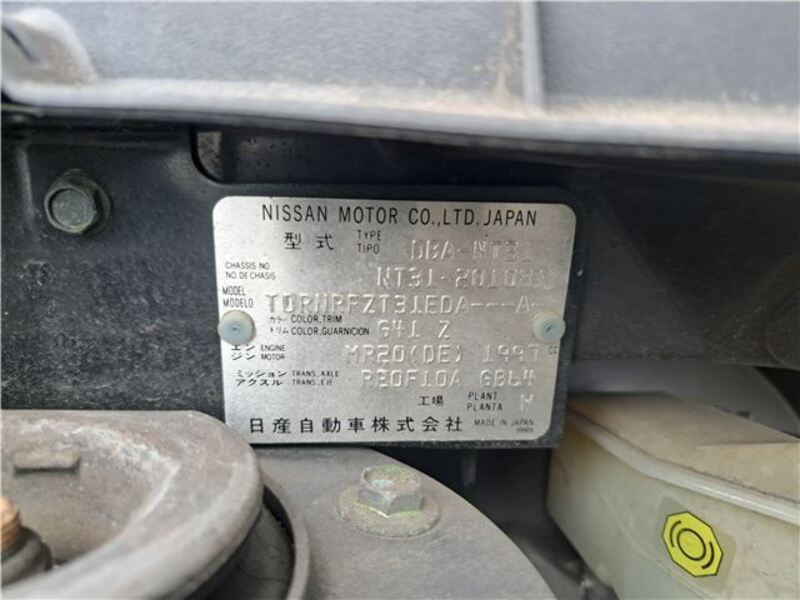 NISSAN MOTOR CO.,LTD. JAPAN
型式 TYPE TIPO DBA-NT31
CHASSIS NO. NO. DE CHASIS
MODEL MODELO TDRNRFZT31EDA---A-
カラー トリム COLOR, TRIM COLOR, GUARNICION G41 Z
エンジン ENGINE MOTOR MR20(DE) 1997 cc
ミッション アクスル TRANS. AXLE TRANS. EJE RE0F10A GB64
工場 PLANT PLANTA M
日産自動車株式会社 MADE IN JAPAN